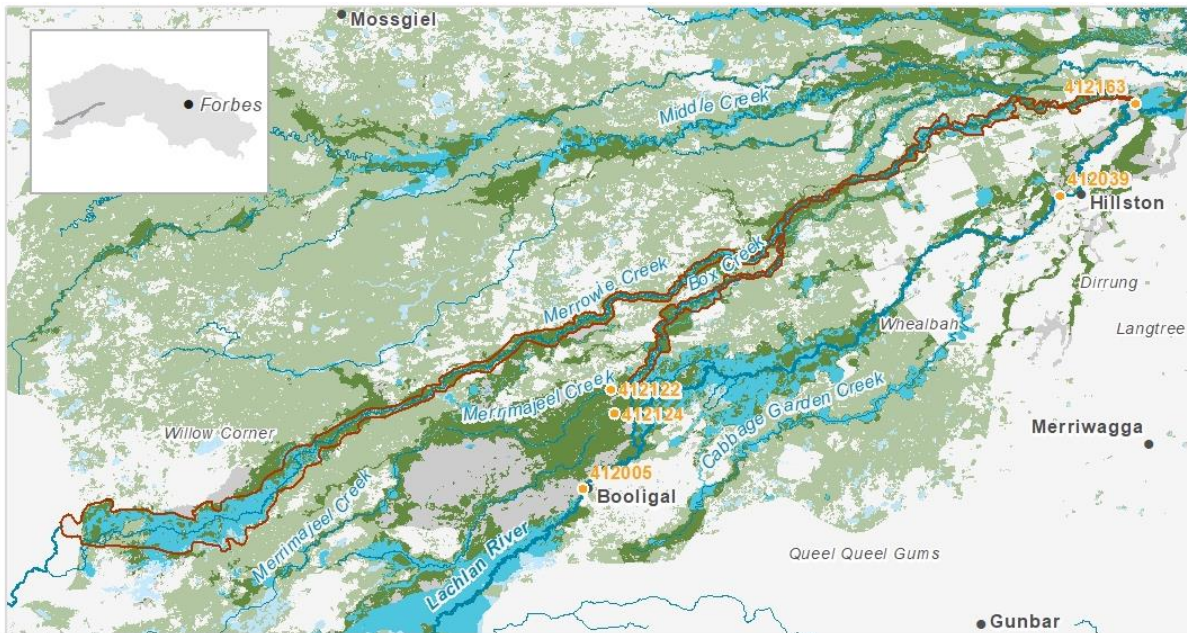 Mossgiel
Forbes
412163
Middle Creek
412039
Hillston
Merrowie Creek
Box Creek
Dirrung
Whealbah
Langtree
Merrimajeel Creek
412122
412124
Cabbage Garden Creek
Willow Corner
Merriwagga
412005
Booligal
Merrimajeel Creek
Lachlan River
Queel Queel Gums
Gunbar